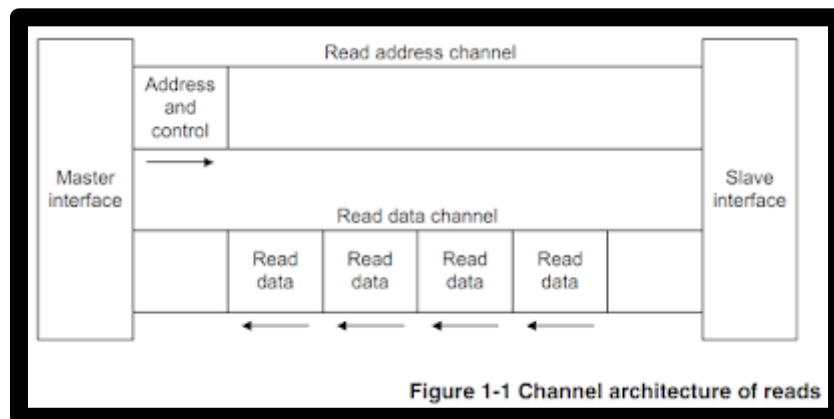 Read address channel
Address
and
control
Master
interface
Slave
interface
Read data channel
Read
data
Read
data
Read
data
Read
data
Figure 1-1 Channel architecture of reads